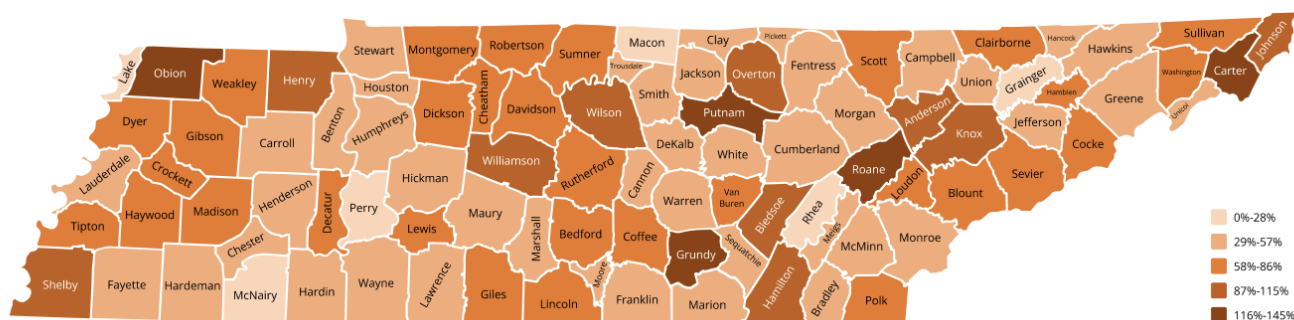 Lake
Obion
Weakley
Henry
Stewart
Montgomery
Robertson
Sumner
Macon
Clay
Pickett
Fentress
Scott
Campbell
Clairborne
Hancock
Hawkins
Sullivan
Johnson
Trousdale
Jackson
Overton
Union
Grainger
Hamblen
Washington
Carter
Houston
Cheatham
Smith
Greene
Unicoi
Dyer
Gibson
Carroll
Benton
Humphreys
Dickson
Davidson
Wilson
Putnam
Morgan
Anderson
Knox
Jefferson
Cocke
Lauderdale
Crockett
Henderson
Williamson
Rutherford
DeKalb
White
Cumberland
Roane
Loudon
Blount
Sevier
Tipton
Haywood
Madison
Decatur
Perry
Hickman
Lewis
Maury
Cannon
Warren
Van
Buren
Bledsoe
Rhea
Meigs
McMinn
Monroe
Chester
Marshall
Bedford
Coffee
Grundy
Sequatchie
Shelby
Fayette
Hardeman
McNairy
Hardin
Wayne
Lawrence
Giles
Lincoln
Moore
Franklin
Marion
Hamilton
Bradley
Polk
0%-28%
29%-57%
58%-86%
87%-115%
116%-145%